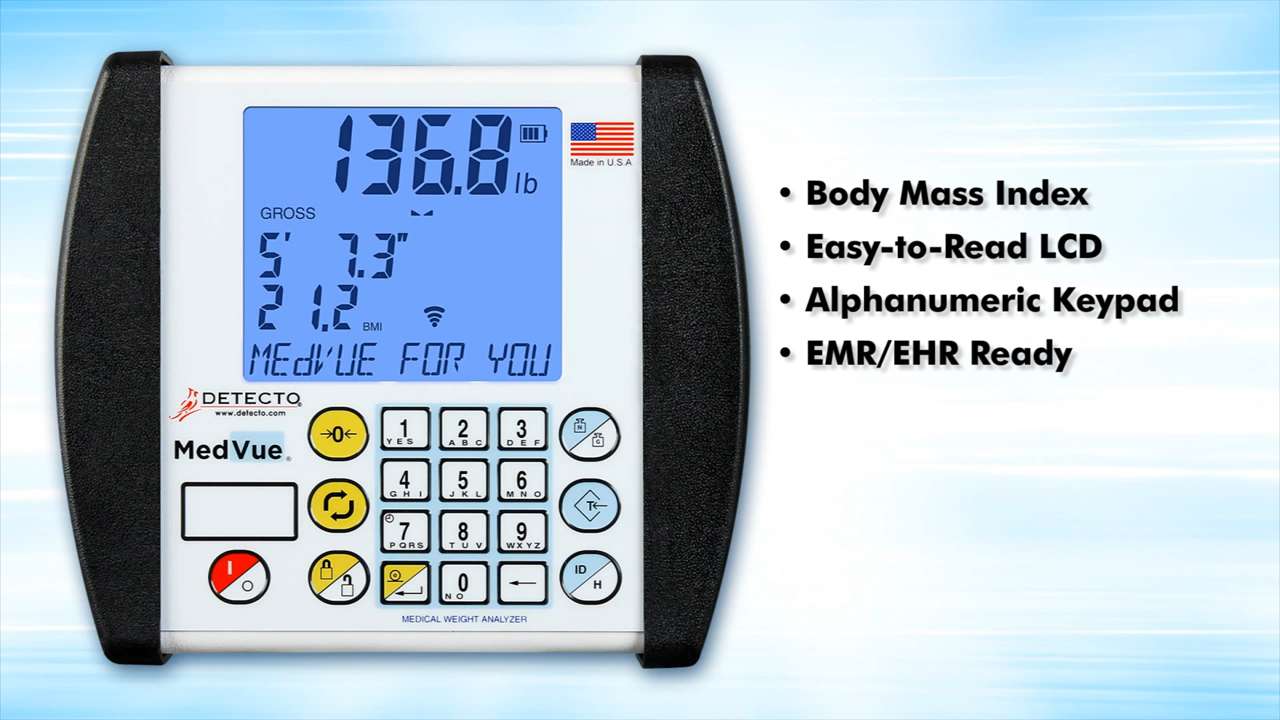 136.8 lb
Made in U.S.A
GROSS
5' 7.3"
21.2 BMI
MEdVUE FOR YOU
DETECTO®
www.detecto.com
MedVue®
→0←
1
YES
2
ABC
3
DEF
N
G
4
GHI
5
JKL
6
MNO
T←
7
PQRS
8
TUV
9
WXYZ
I
O
0
NO
←
ID
H
MEDICAL WEIGHT ANALYZER
• Body Mass Index
• Easy-to-Read LCD
• Alphanumeric Keypad
• EMR/EHR Ready